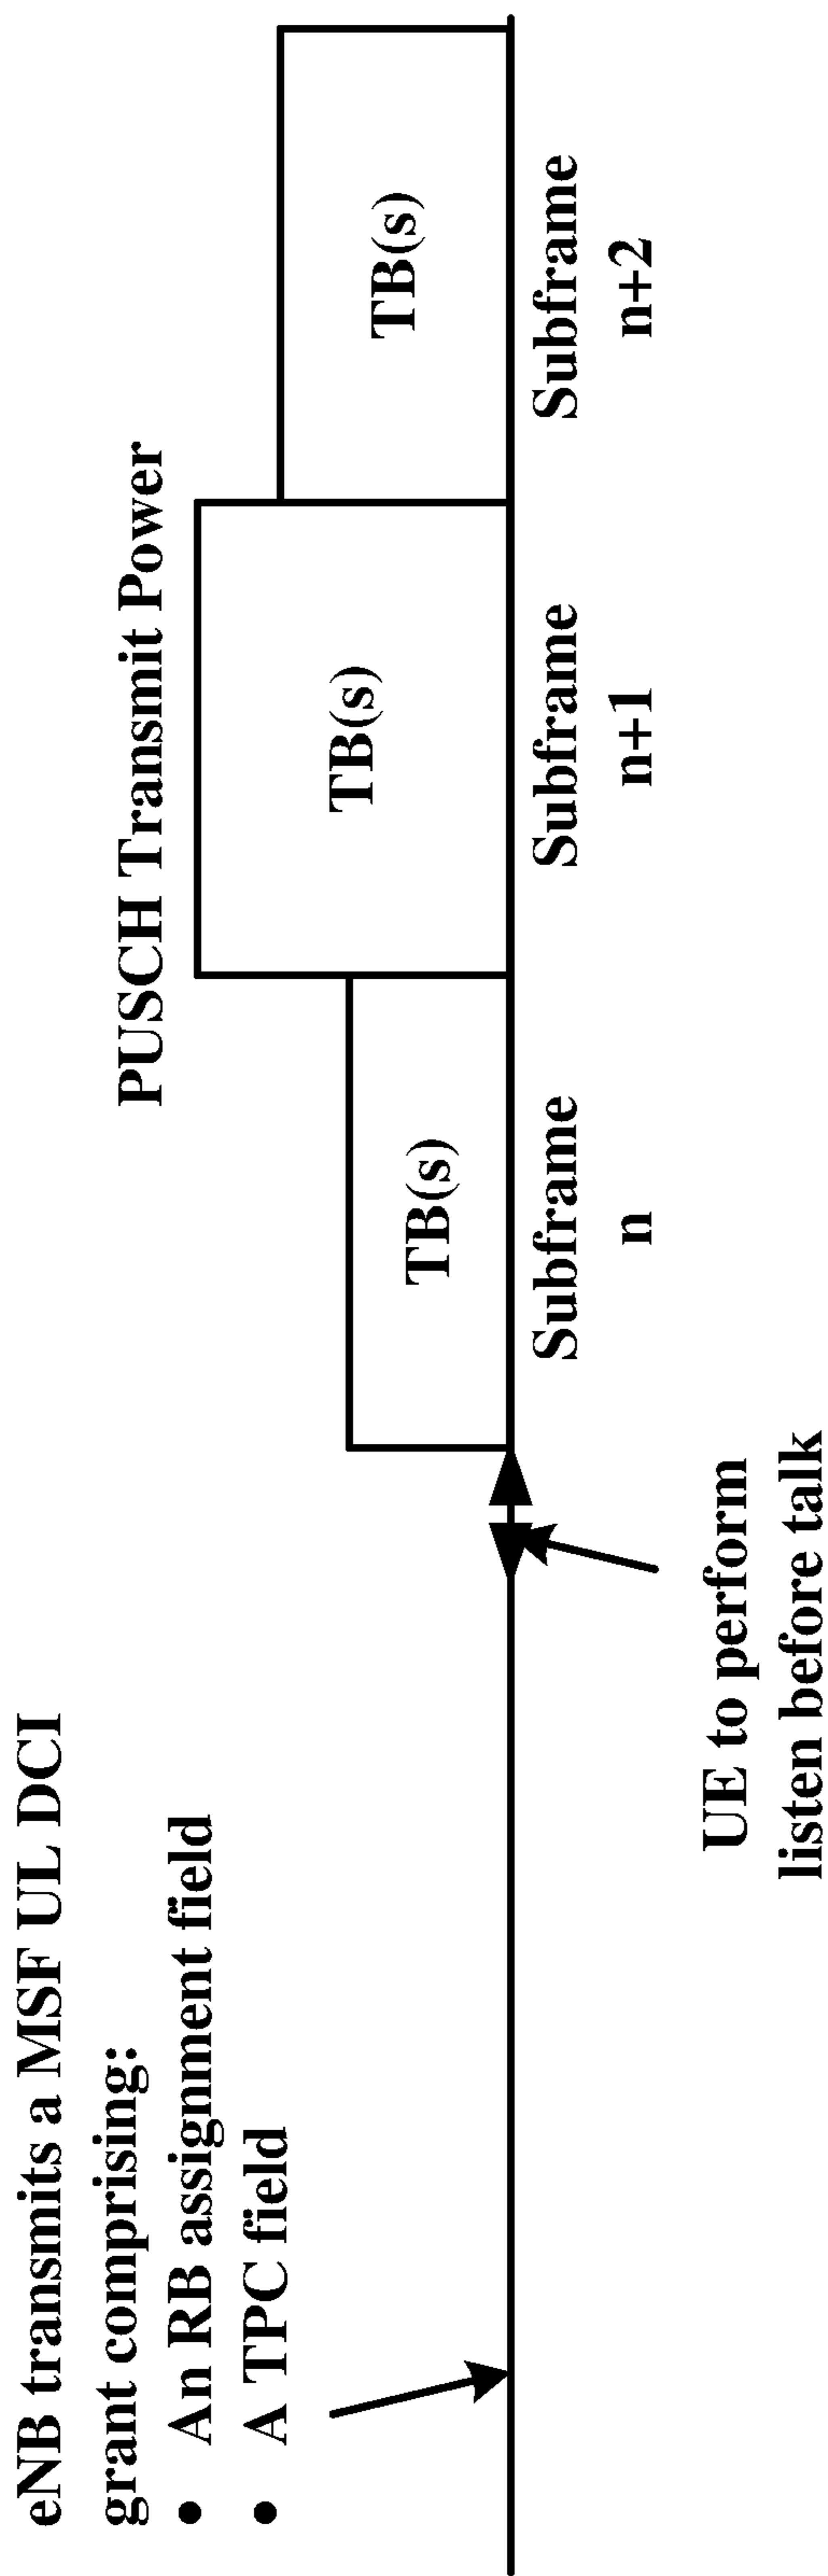 eNB transmits a MSF UL DCI
grant comprising:
• An RB assignment field
• A TPC field
UE to perform
listen before talk
PUSCH Transmit Power
TB(s)
TB(s)
TB(s)
Subframe
n
Subframe
n+1
Subframe
n+2